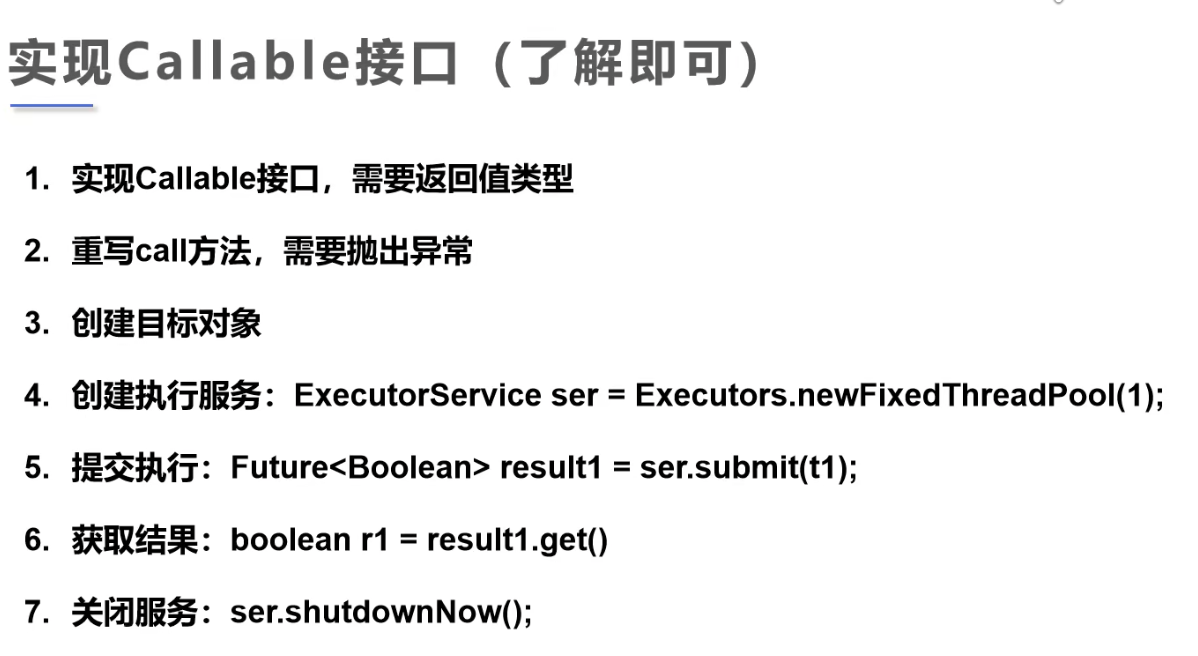 实现Callable接口（了解即可）
1. 实现Callable接口，需要返回值类型
2. 重写call方法，需要抛出异常
3. 创建目标对象
4. 创建执行服务：ExecutorService ser = Executors.newFixedThreadPool(1);
5. 提交执行：Future<Boolean> result1 = ser.submit(t1);
6. 获取结果：boolean r1 = result1.get()
7. 关闭服务：ser.shutdownNow();